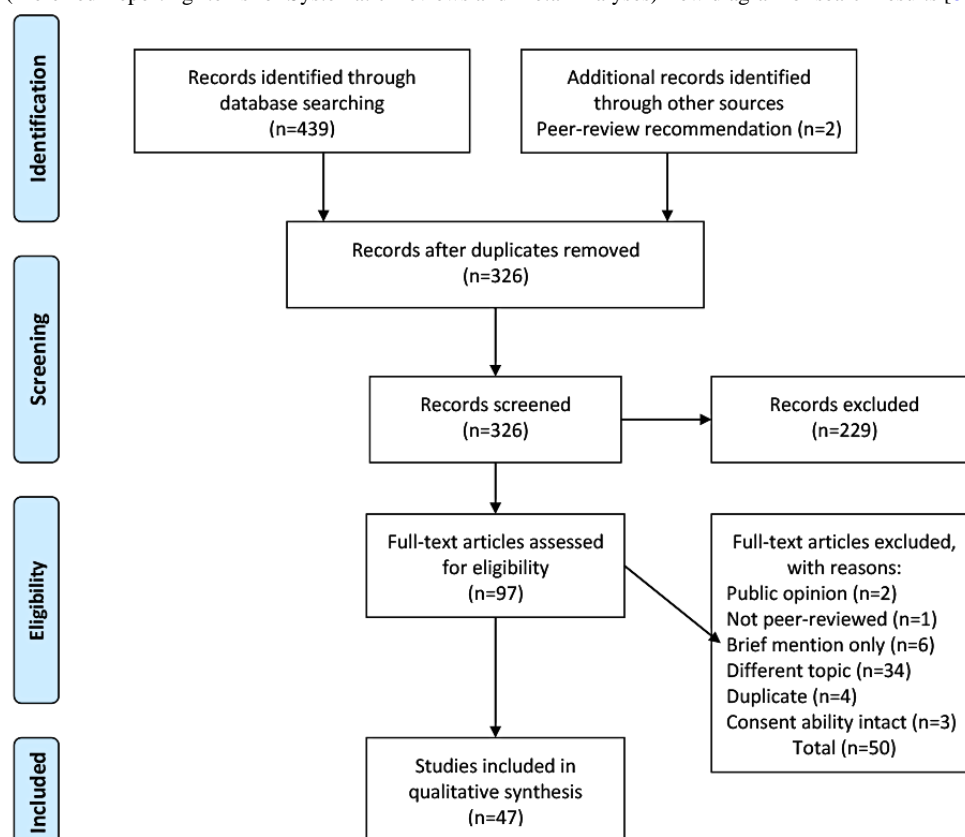 Identification
Records identified through
database searching
(n=439)
Additional records identified
through other sources
Peer-review recommendation (n=2)
Records after duplicates removed
(n=326)
Screening
Records screened
(n=326)
Records excluded
(n=229)
Eligibility
Full-text articles assessed
for eligibility
(n=97)
Full-text articles excluded,
with reasons:
Public opinion (n=2)
Not peer-reviewed (n=1)
Brief mention only (n=6)
Different topic (n=34)
Duplicate (n=4)
Consent ability intact (n=3)
Total (n=50)
Included
Studies included in
qualitative synthesis
(n=47)